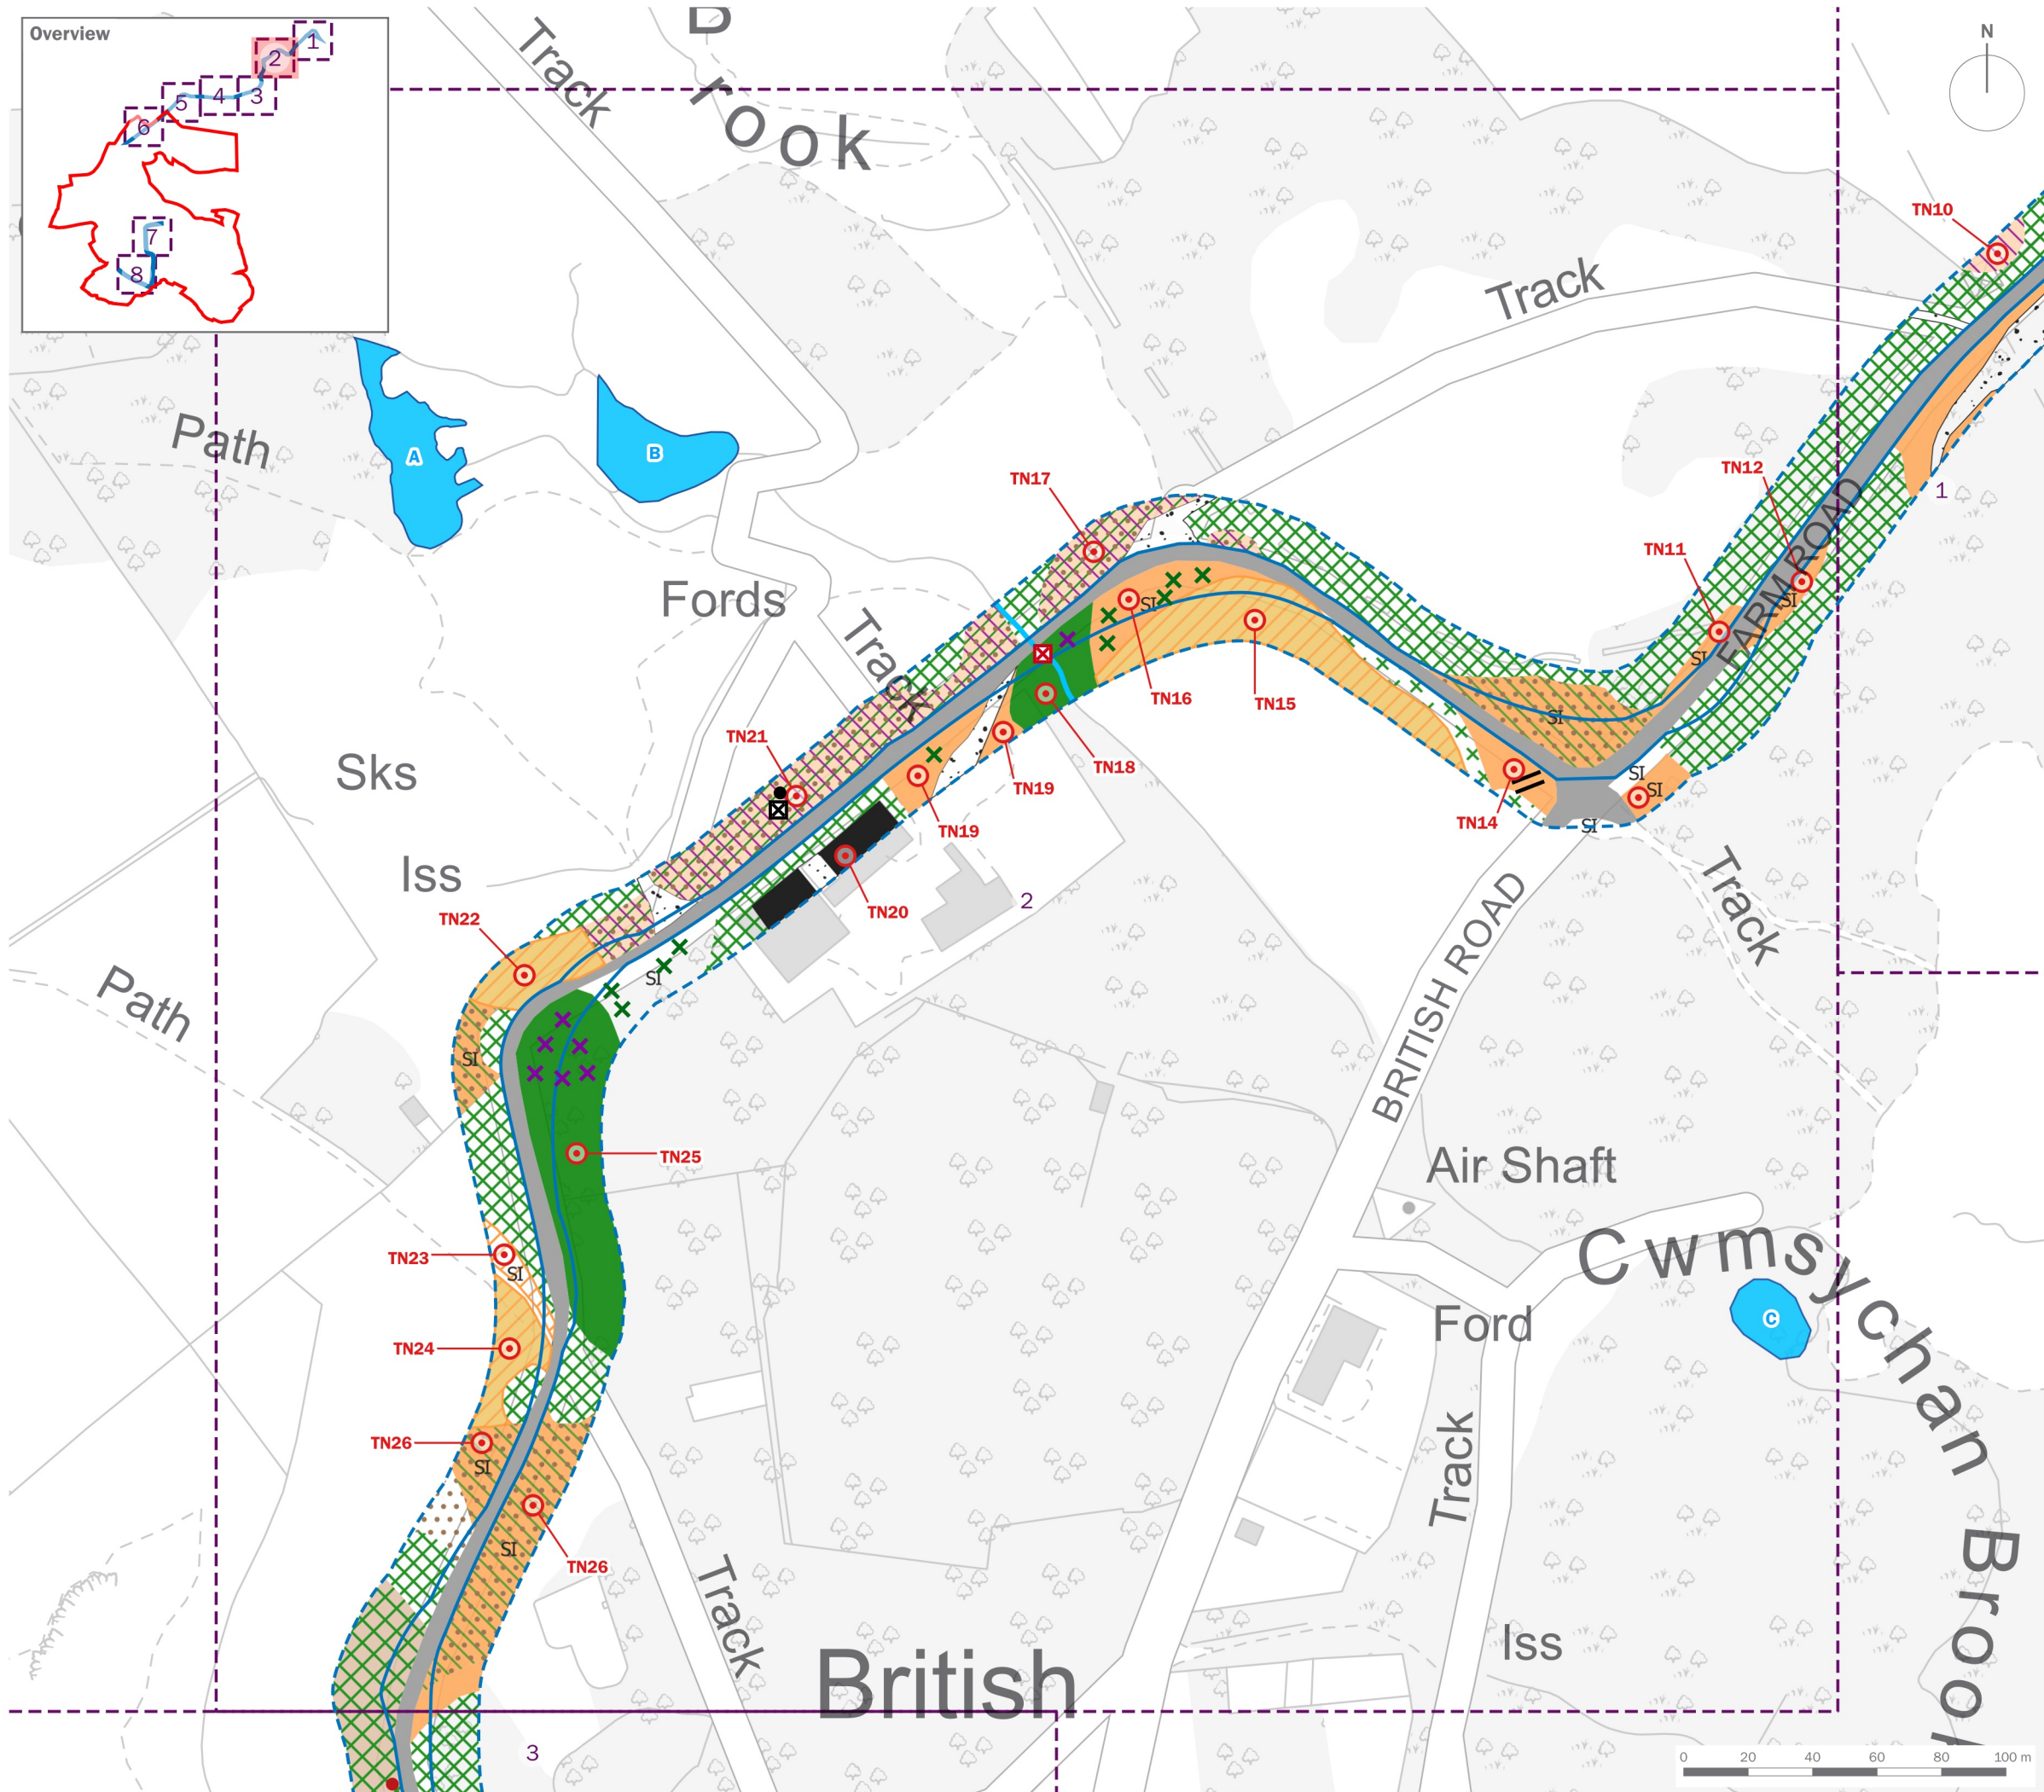 Overview
1
2
3
4
5
6
7
8
B
rook
Track
N
TN10
Track
Path
A
B
TN17
TN12
1
FARM ROAD
TN11
SI
SI
Fords
Track
SI
TN16
TN15
SI
TN21
TN18
TN19
TN19
TN14
SI
SI
SI
Sks
Iss
TN20
2
TN22
SI
Path
SI
BRITISH ROAD
Track
TN25
Air Shaft
TN23
SI
Cwmsychan
Ford
C
TN24
TN26
SI
Track
SI
TN26
Track
Brook
Iss
British
3
0 20 40 60 80 100 m